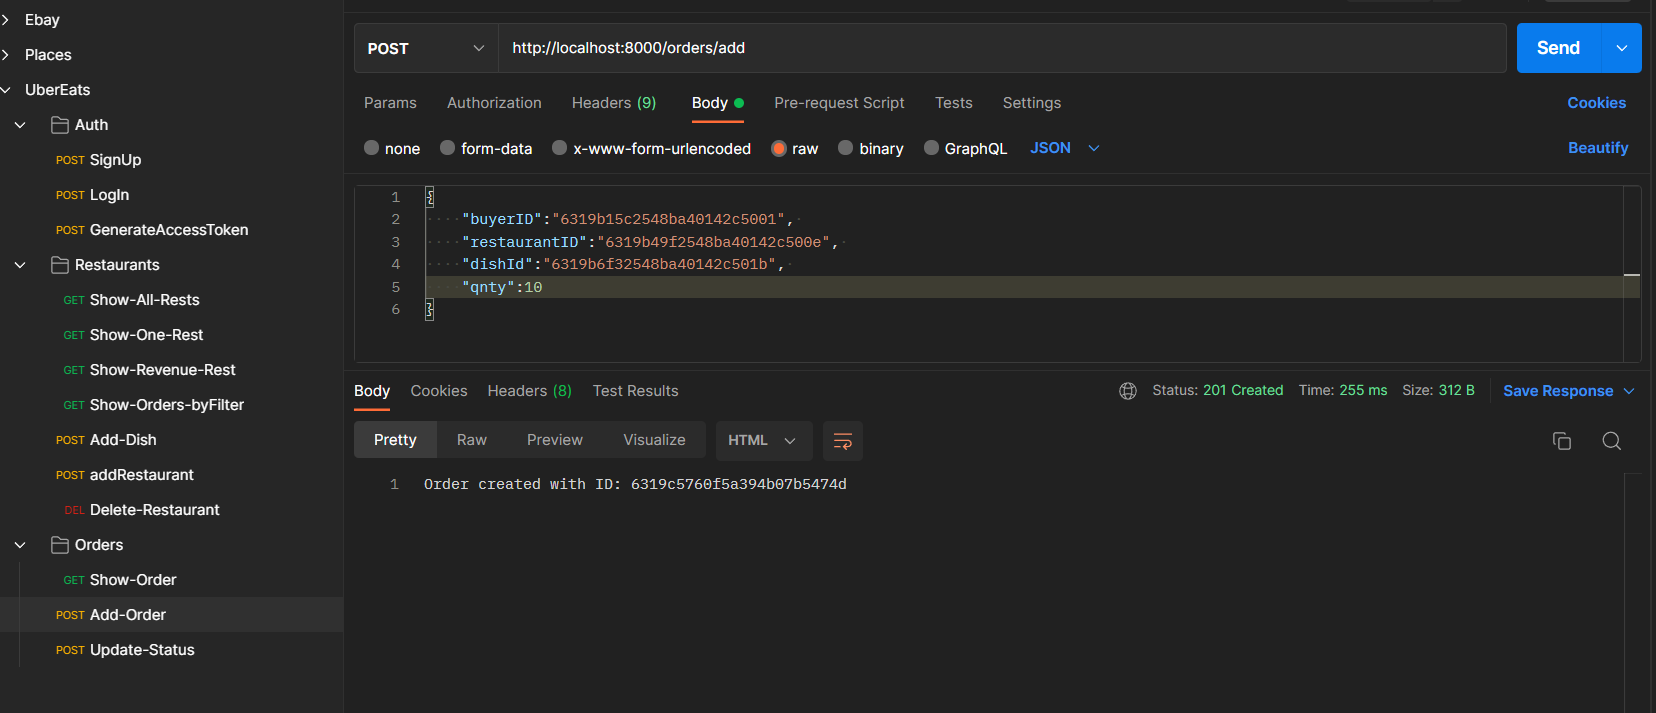 Ebay
Places
UberEats
Auth
POST SignUp
POST LogIn
POST GenerateAccessToken
Restaurants
GET Show-All-Rests
GET Show-One-Rest
GET Show-Revenue-Rest
GET Show-Orders-byFilter
POST Add-Dish
POST addRestaurant
DEL Delete-Restaurant
Orders
GET Show-Order
POST Add-Order
POST Update-Status
POST http://localhost:8000/orders/add Send
Params Authorization Headers (9) Body Pre-request Script Tests Settings Cookies
none form-data x-www-form-urlencoded raw binary GraphQL JSON Beautify
1 {
2 "buyerID":"6319b15c2548ba40142c5001",
3 "restaurantID":"6319b49f2548ba40142c500e",
4 "dishId":"6319b6f32548ba40142c501b",
5 "qnty":10
6 }
Body Cookies Headers (8) Test Results Status: 201 Created Time: 255 ms Size: 312 B Save Response
Pretty Raw Preview Visualize HTML
1 Order created with ID: 6319c5760f5a394b07b5474d